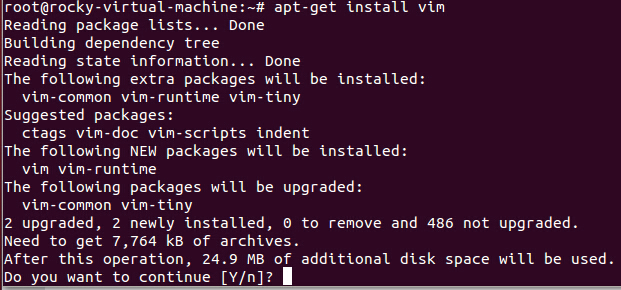 root@rocky-virtual-machine:~# apt-get install vim
Reading package lists... Done
Building dependency tree
Reading state information... Done
The following extra packages will be installed:
  vim-common vim-runtime vim-tiny
Suggested packages:
  ctags vim-doc vim-scripts indent
The following NEW packages will be installed:
  vim vim-runtime
The following packages will be upgraded:
  vim-common vim-tiny
2 upgraded, 2 newly installed, 0 to remove and 486 not upgraded.
Need to get 7,764 kB of archives.
After this operation, 24.9 MB of additional disk space will be used.
Do you want to continue [Y/n]?